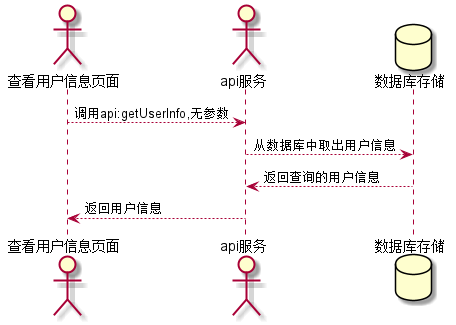 查看用户信息页面
api服务
数据库存储
调用api:getUserInfo,无参数
从数据库中取出用户信息
返回查询的用户信息
返回用户信息
查看用户信息页面
api服务
数据库存储